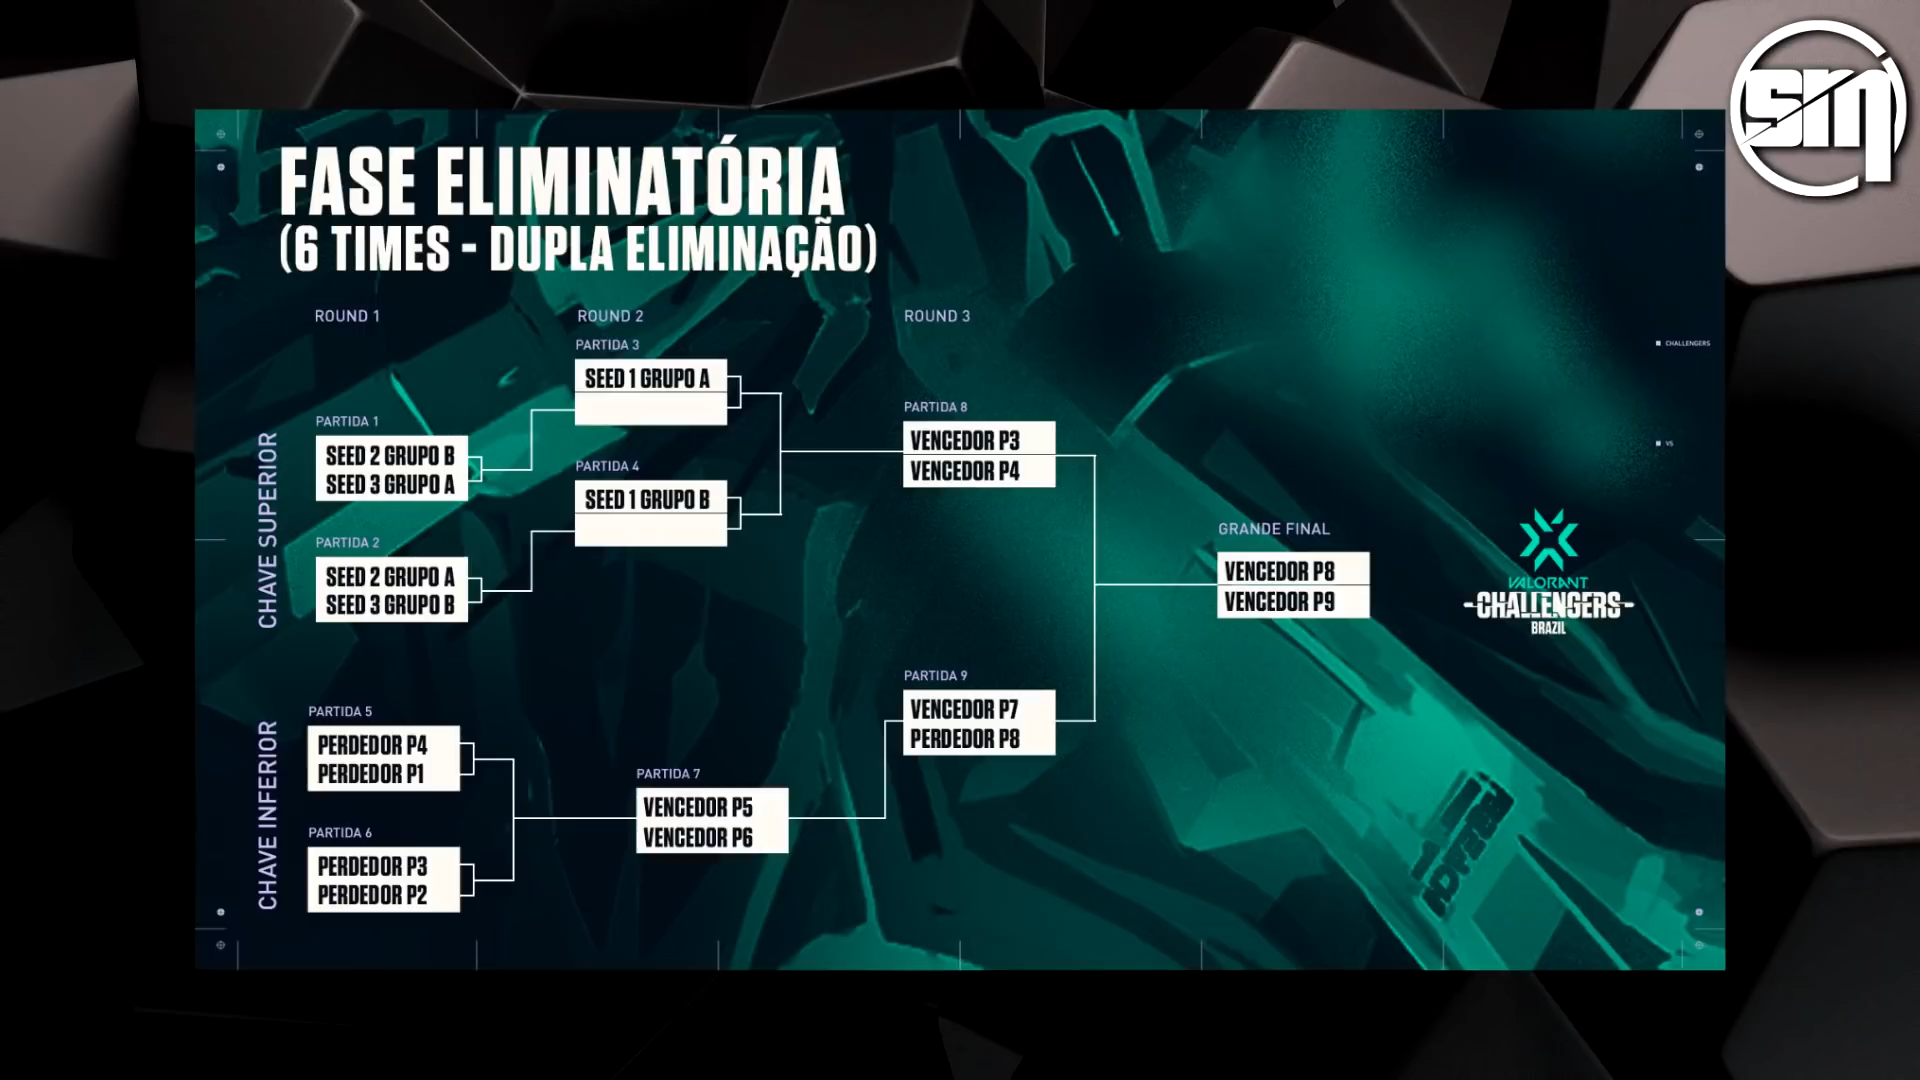 SM
FASE ELIMINATÓRIA
(6 TIMES - DUPLA ELIMINAÇÃO)
ROUND 1
ROUND 2
ROUND 3
CHAVE SUPERIOR
PARTIDA 1
SEED 2 GRUPO B
SEED 3 GRUPO A
PARTIDA 2
SEED 2 GRUPO A
SEED 3 GRUPO B
PARTIDA 3
SEED 1 GRUPO A
PARTIDA 4
SEED 1 GRUPO B
PARTIDA 8
VENCEDOR P3
VENCEDOR P4
GRANDE FINAL
VENCEDOR P8
VENCEDOR P9
CHAVE INFERIOR
PARTIDA 5
PERDEDOR P4
PERDEDOR P1
PARTIDA 6
PERDEDOR P3
PERDEDOR P2
PARTIDA 7
VENCEDOR P5
VENCEDOR P6
PARTIDA 9
VENCEDOR P7
PERDEDOR P8
CHALLENGERS
VS
VALORANT
CHALLENGERS
BRAZIL